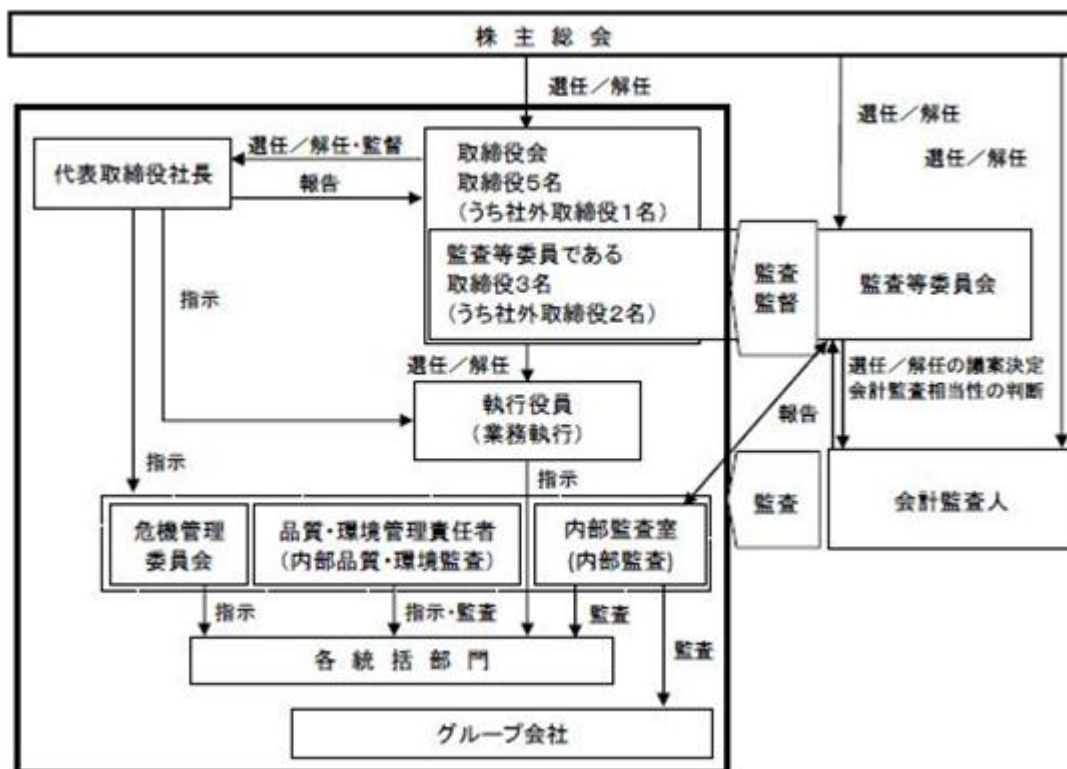 株主総会
選任／解任
選任／解任
選任／解任
代表取締役社長
選任／解任・監督
報告
取締役会
取締役5名
(うち社外取締役1名)
監査等委員である
取締役3名
(うち社外取締役2名)
監査
監督
監査等委員会
指示
選任／解任
選任／解任の議案決定
会計監査相当性の判断
執行役員
（業務執行）
報告
指示
指示
監査
会計監査人
危機管理
委員会
品質・環境管理責任者
（内部品質・環境監査）
内部監査室
(内部監査)
指示
指示・監査
監査
監査
各統括部門
グループ会社